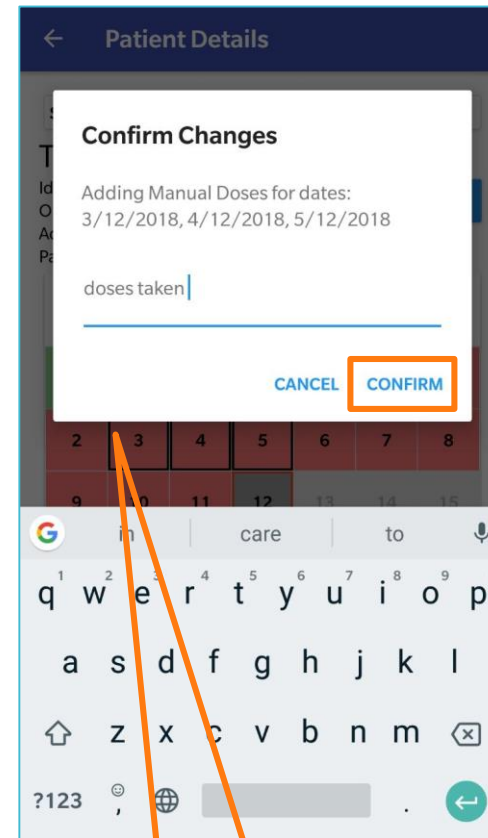 ← Patient Details
Confirm Changes
Adding Manual Doses for dates:
3/12/2018, 4/12/2018, 5/12/2018
doses taken
CANCEL CONFIRM
2 3 4 5 6 7 8
9 10 11 12 13 14 15
G in care to
1 2 3 4 5 6 7 8 9
q w e r t y u i o p
a s d f g h j k l
z x c v b n m
?123 , .